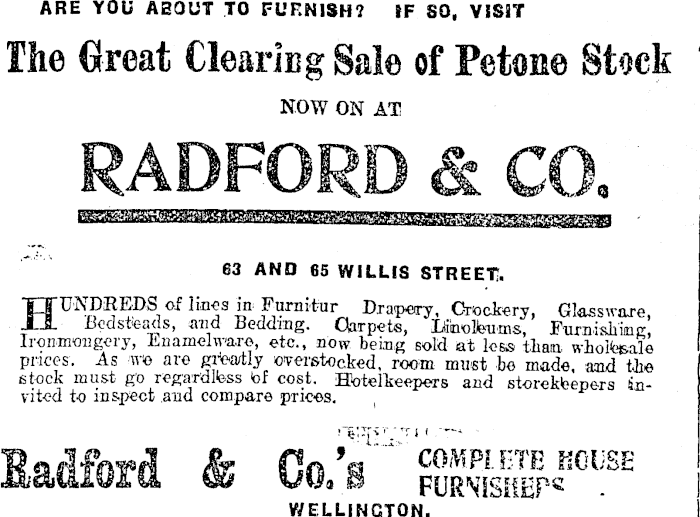 ARE YOU ABOUT TO FURNISH? IF SO, VISIT
The Great Clearing Sale of Petone Stock
NOW ON AT
RADFORD & CO.
63 AND 65 WILLIS STREET.
HUNDREDS of lines in Furnitur Drapery, Crockery, Glassware,
Bedsteads, and Bedding. Carpets, Linoleums, Furnishing,
Ironmongery, Enamelware, etc., now being sold at less than wholesale
prices. As we are greatly overstocked, room must be made, and the
stock must go regardless of cost. Hotelkeepers and storekeepers in-
vited to inspect and compare prices.
Radford & Co.'s COMPLETE HOUSE
FURNISHERS
WELLINGTON.